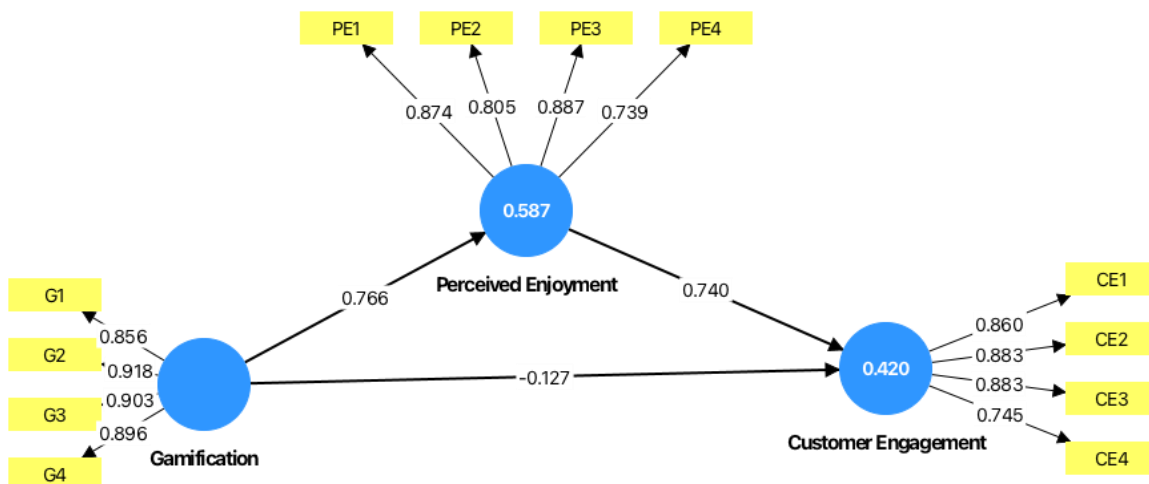 PE1 PE2 PE3 PE4
0.874 0.805 0.887 0.739
0.587
Perceived Enjoyment
0.766
0.740
G1
G2
G3
G4
0.856
0.918
0.903
0.896
Gamification
-0.127
0.420
Customer Engagement
0.860
0.883
0.883
0.745
CE1
CE2
CE3
CE4